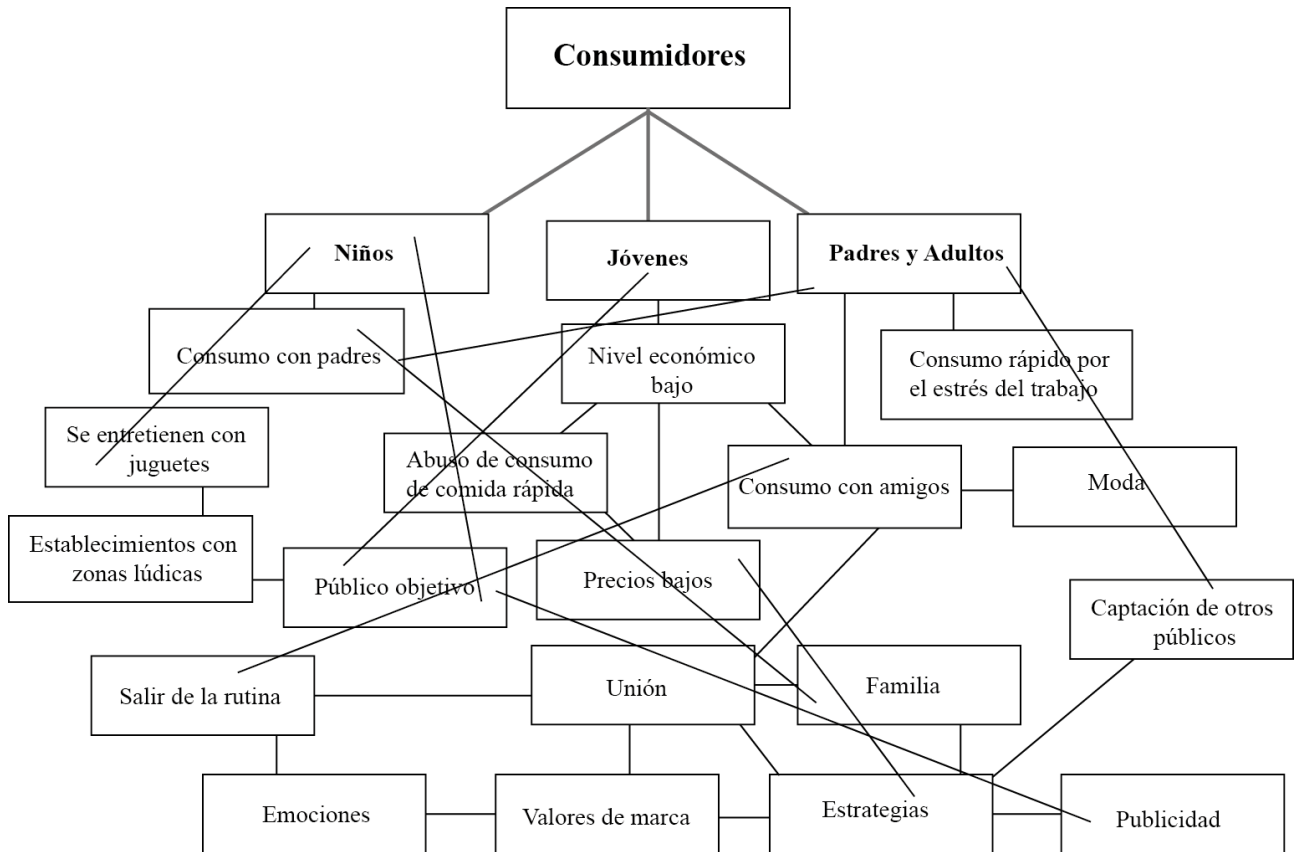 Consumidores
Niños
Jóvenes
Padres y Adultos
Consumo con padres
Nivel económico
bajo
Consumo rápido por
el estrés del trabajo
Se entretienen con
juguetes
Abuso de consumo
de comida rápida
Consumo con amigos
Moda
Establecimientos con
zonas lúdicas
Público objetivo
Precios bajos
Captación de otros
públicos
Salir de la rutina
Unión
Familia
Emociones
Valores de marca
Estrategias
Publicidad